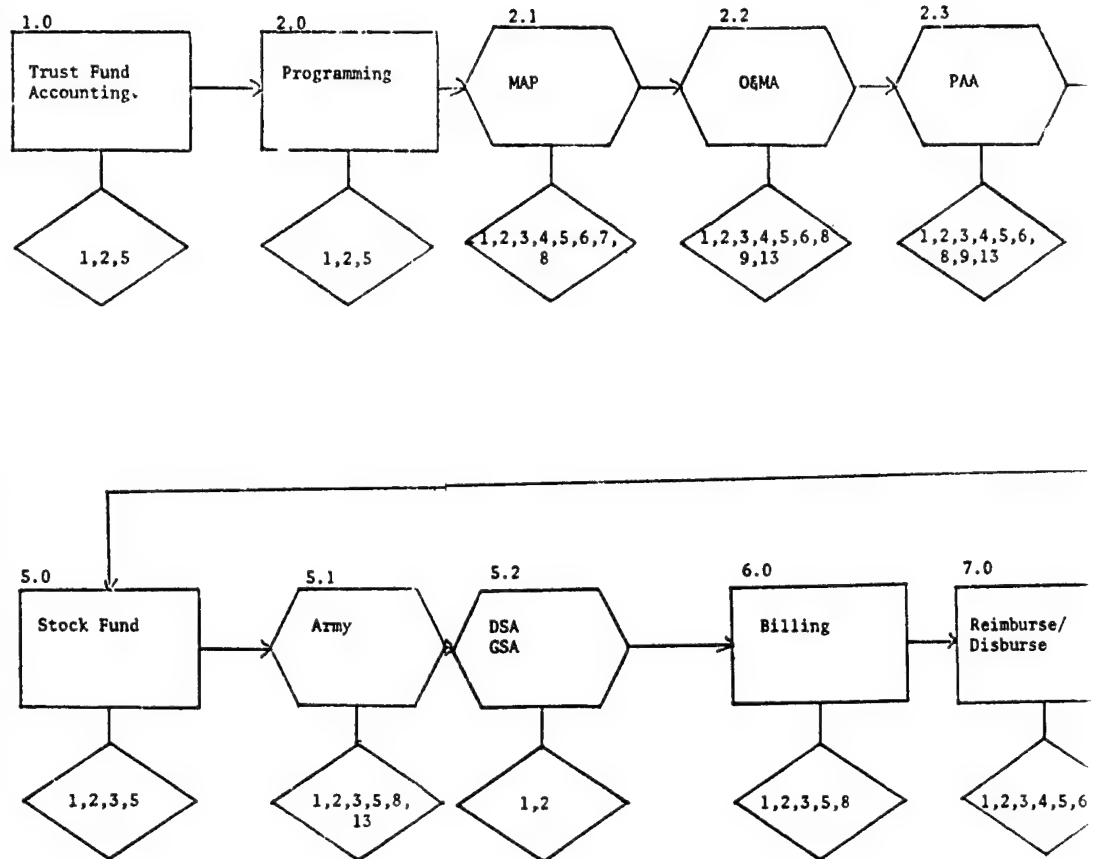 1.0
2.0
2.1
2.2
2.3
Trust Fund
Accounting.
Programming
MAP
O&MA
PAA
1,2,5
1,2,5
1,2,3,4,5,6,7,
8
1,2,3,4,5,6,8
9,13
1,2,3,4,5,6,
8,9,13
5.0
5.1
5.2
6.0
7.0
Stock Fund
Army
DSA
GSA
Billing
Reimburse/
Disburse
1,2,3,5
1,2,3,5,8,
13
1,2
1,2,3,5,8
1,2,3,4,5,6